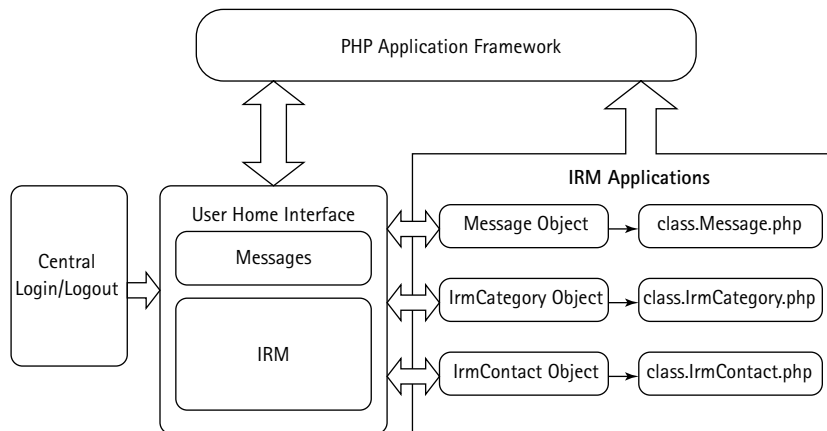 PHP Application Framework
IRM Applications
User Home Interface
Message Object
class.Message.php
Messages
Central
Login/Logout
IrmCategory Object
class.IrmCategory.php
IRM
IrmContact Object
class.IrmContact.php